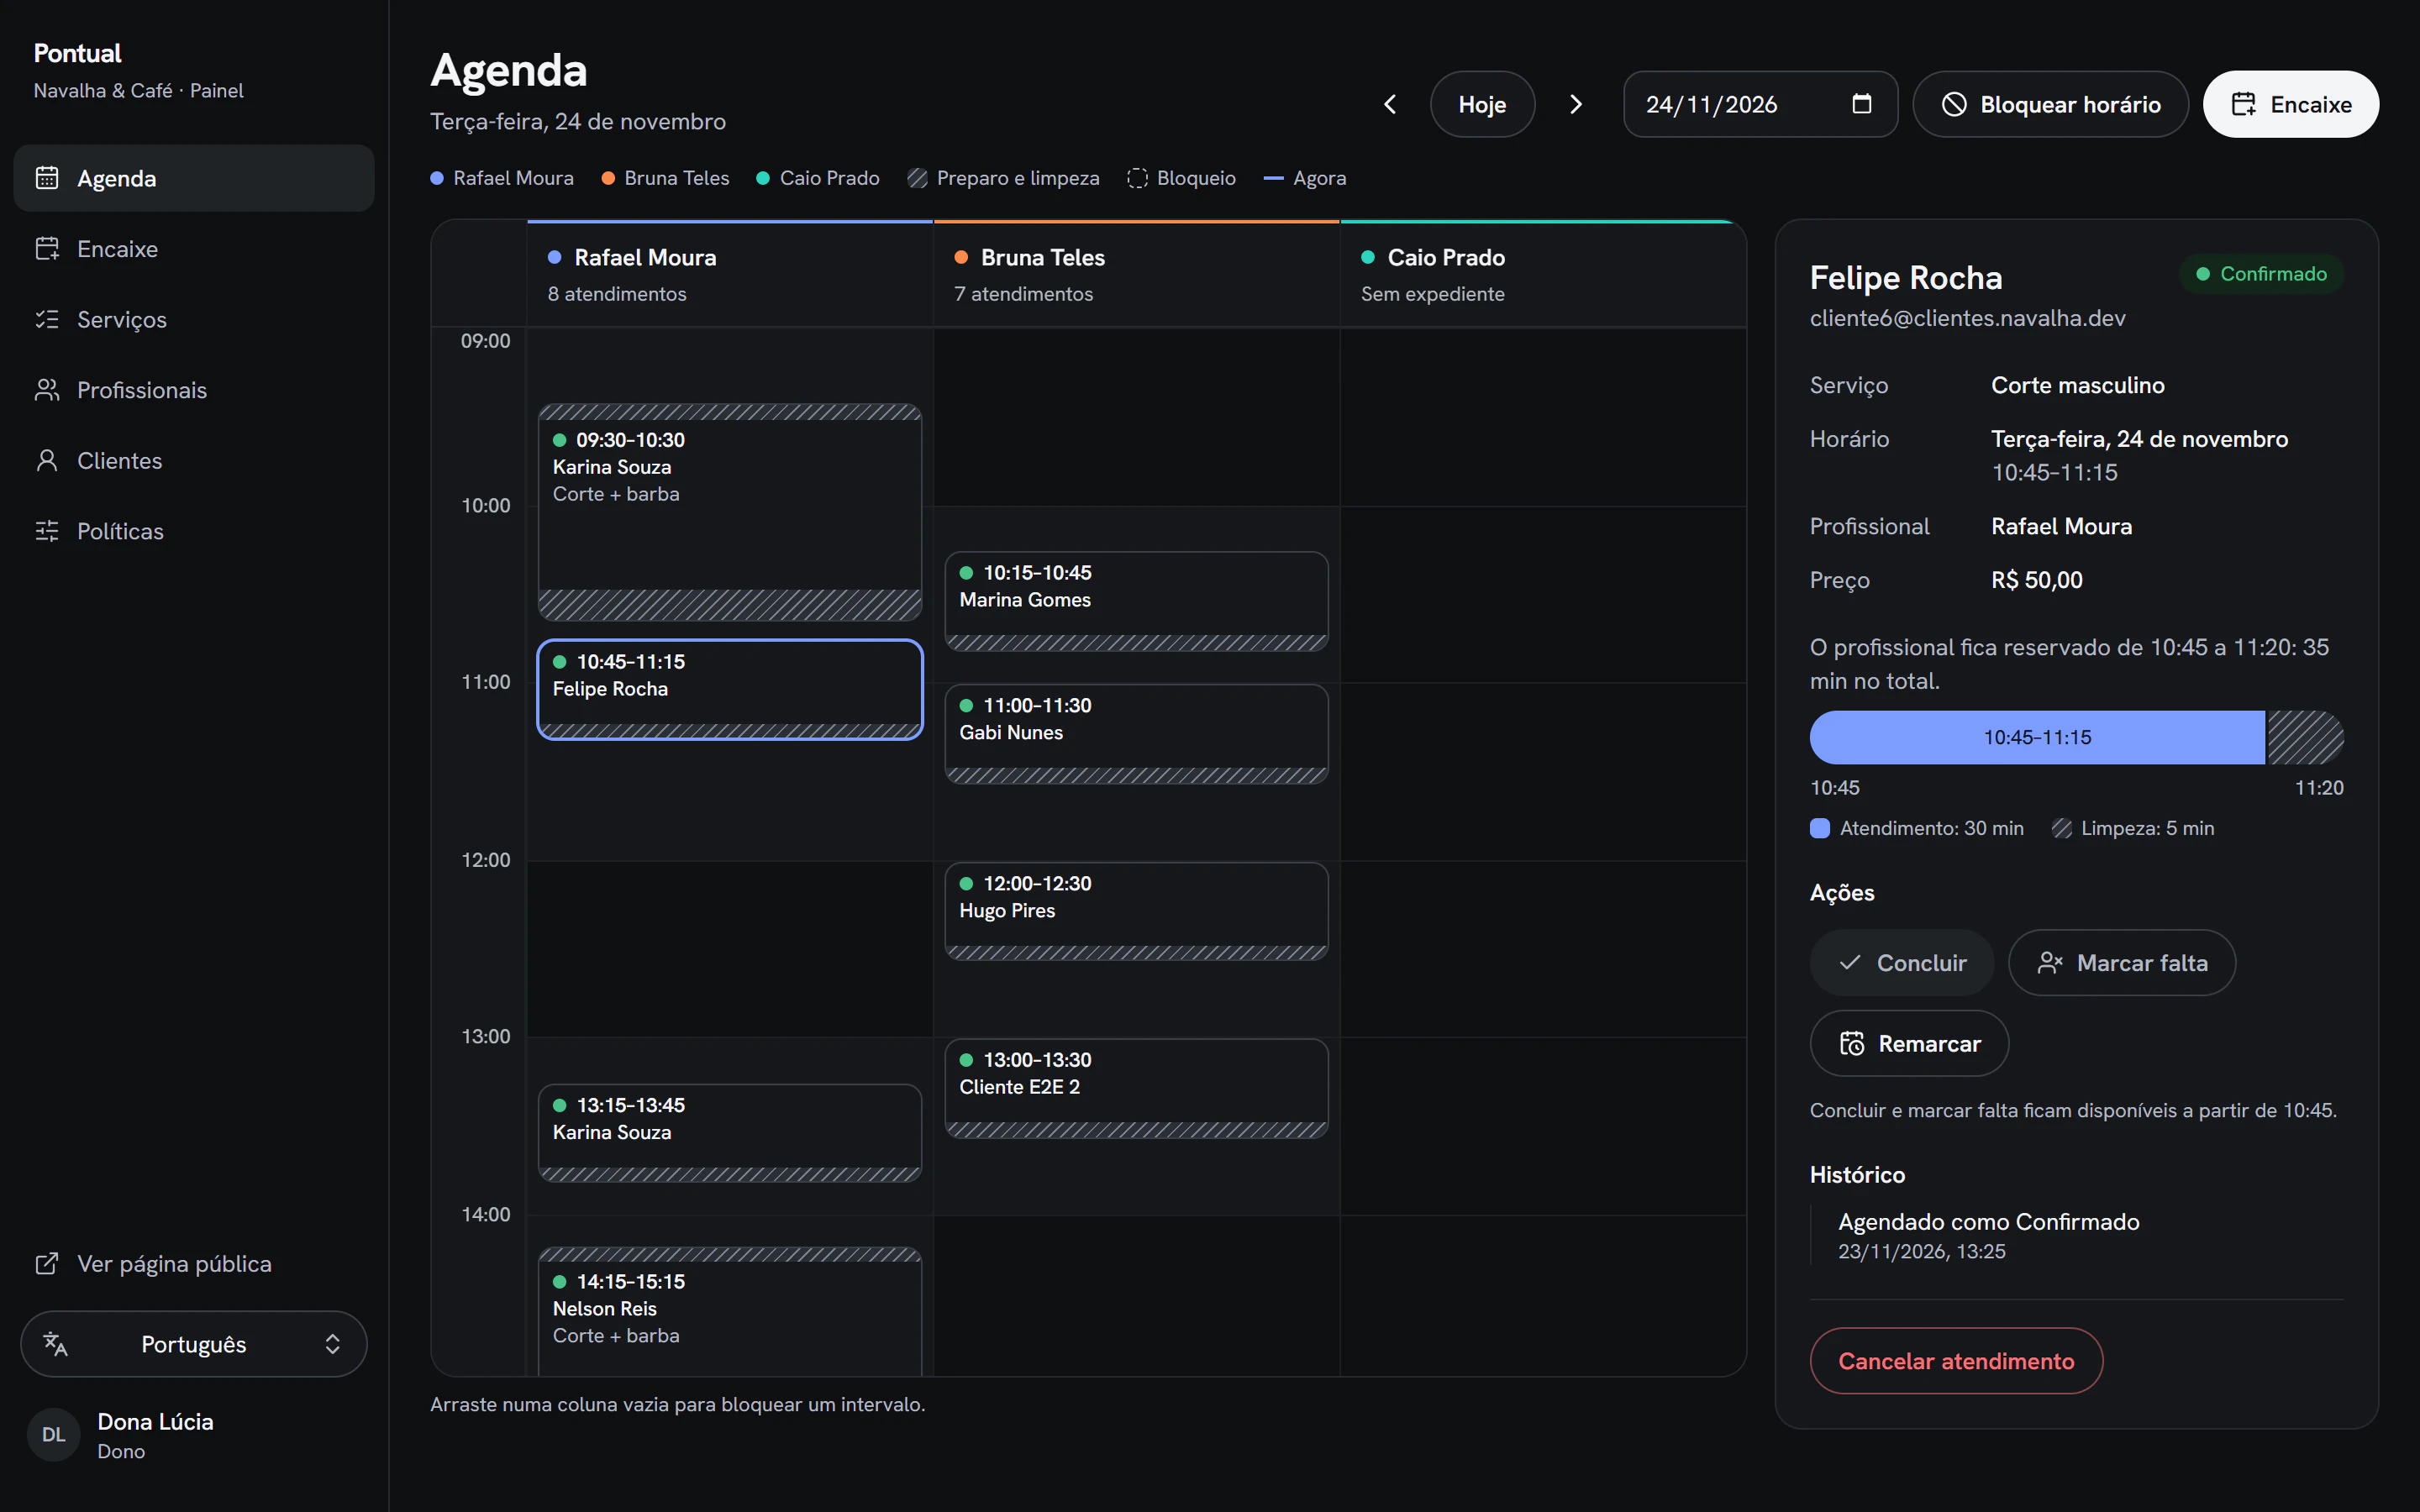 Pontual
Navalha & Café · Painel
Agenda
Encaixe
Serviços
Profissionais
Clientes
Políticas
Ver página pública
Português
DL
Dona Lúcia
Dono
Agenda
Terça-feira, 24 de novembro
Hoje
24/11/2026
Bloquear horário
Encaixe
Rafael Moura
Bruna Teles
Caio Prado
Preparo e limpeza
Bloqueio
Agora
Rafael Moura
8 atendimentos
Bruna Teles
7 atendimentos
Caio Prado
Sem expediente
09:00
10:00
11:00
12:00
13:00
14:00
09:30–10:30
Karina Souza
Corte + barba
10:45–11:15
Felipe Rocha
13:15–13:45
Karina Souza
14:15–15:15
Nelson Reis
Corte + barba
10:15–10:45
Marina Gomes
11:00–11:30
Gabi Nunes
12:00–12:30
Hugo Pires
13:00–13:30
Cliente E2E 2
Arraste numa coluna vazia para bloquear um intervalo.
Felipe Rocha
Confirmado
cliente6@clientes.navalha.dev
Serviço
Corte masculino
Horário
Terça-feira, 24 de novembro
10:45–11:15
Profissional
Rafael Moura
Preço
R$ 50,00
O profissional fica reservado de 10:45 a 11:20: 35
min no total.
10:45–11:15
10:45
11:20
Atendimento: 30 min
Limpeza: 5 min
Ações
Concluir
Marcar falta
Remarcar
Concluir e marcar falta ficam disponíveis a partir de 10:45.
Histórico
Agendado como Confirmado
23/11/2026, 13:25
Cancelar atendimento